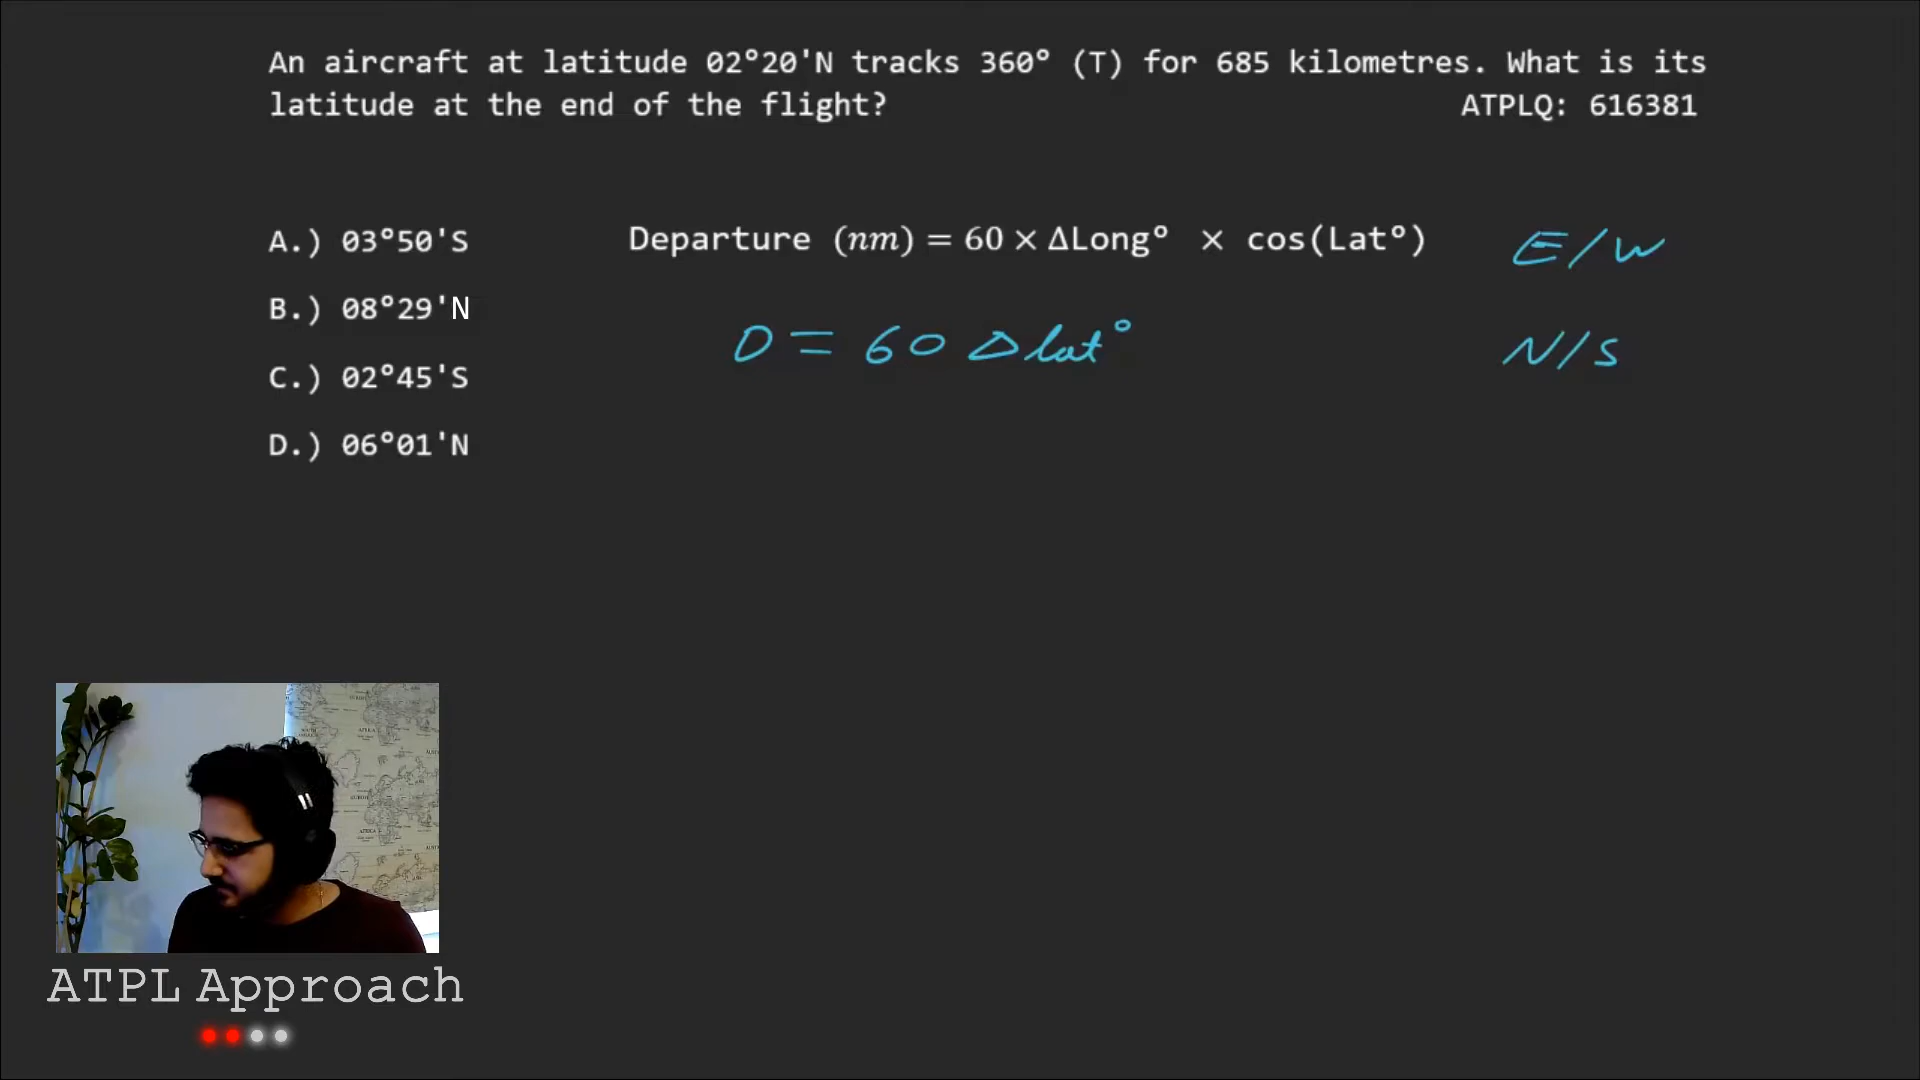 An aircraft at latitude 02°20'N tracks 360° (T) for 685 kilometres. What is its
latitude at the end of the flight? ATPLQ: 616381
A.) 03°50'S
Departure (nm) = 60 × ΔLong° × cos(Lat°)
E/W
B.) 08°29'N
D = 60 Δlat°
N/S
C.) 02°45'S
D.) 06°01'N
ATPL Approach